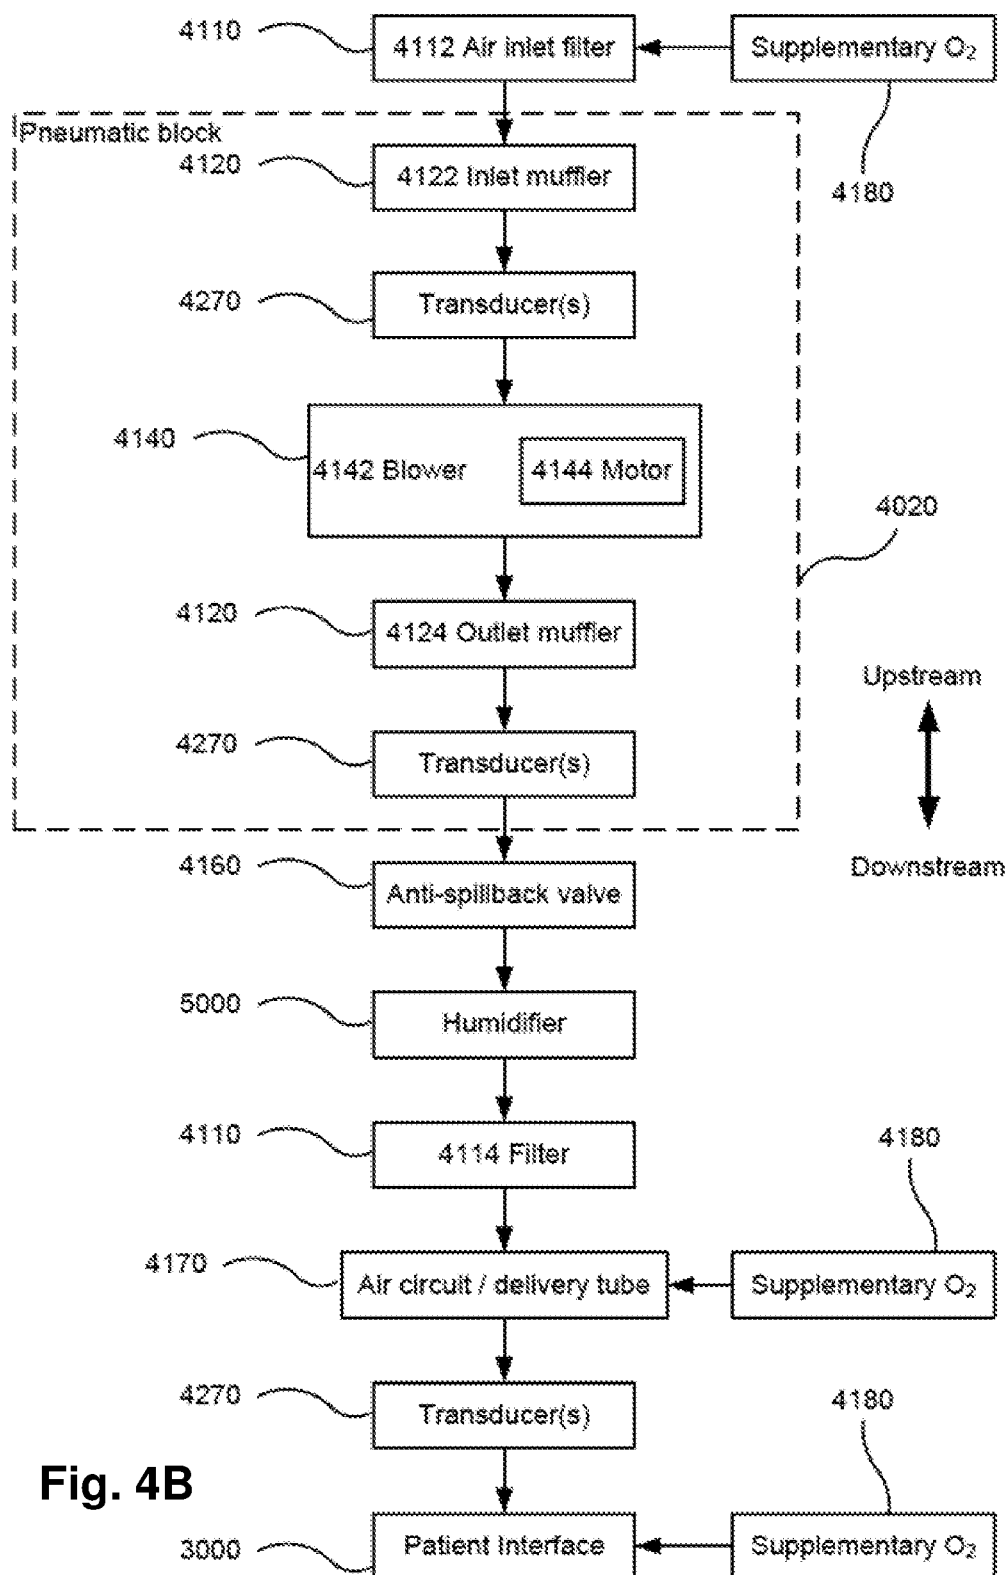 4110
4112 Air inlet filter
Supplementary O₂
Pneumatic block
4120
4122 Inlet muffler
4180
4270
Transducer(s)
4140
4142 Blower
4144 Motor
4020
4120
4124 Outlet muffler
Upstream
4270
Transducer(s)
4160
Anti-spillback valve
Downstream
5000
Humidifier
4110
4114 Filter
4180
4170
Air circuit / delivery tube
Supplementary O₂
4270
Transducer(s)
4180
Fig. 4B
3000
Patient Interface
Supplementary O₂